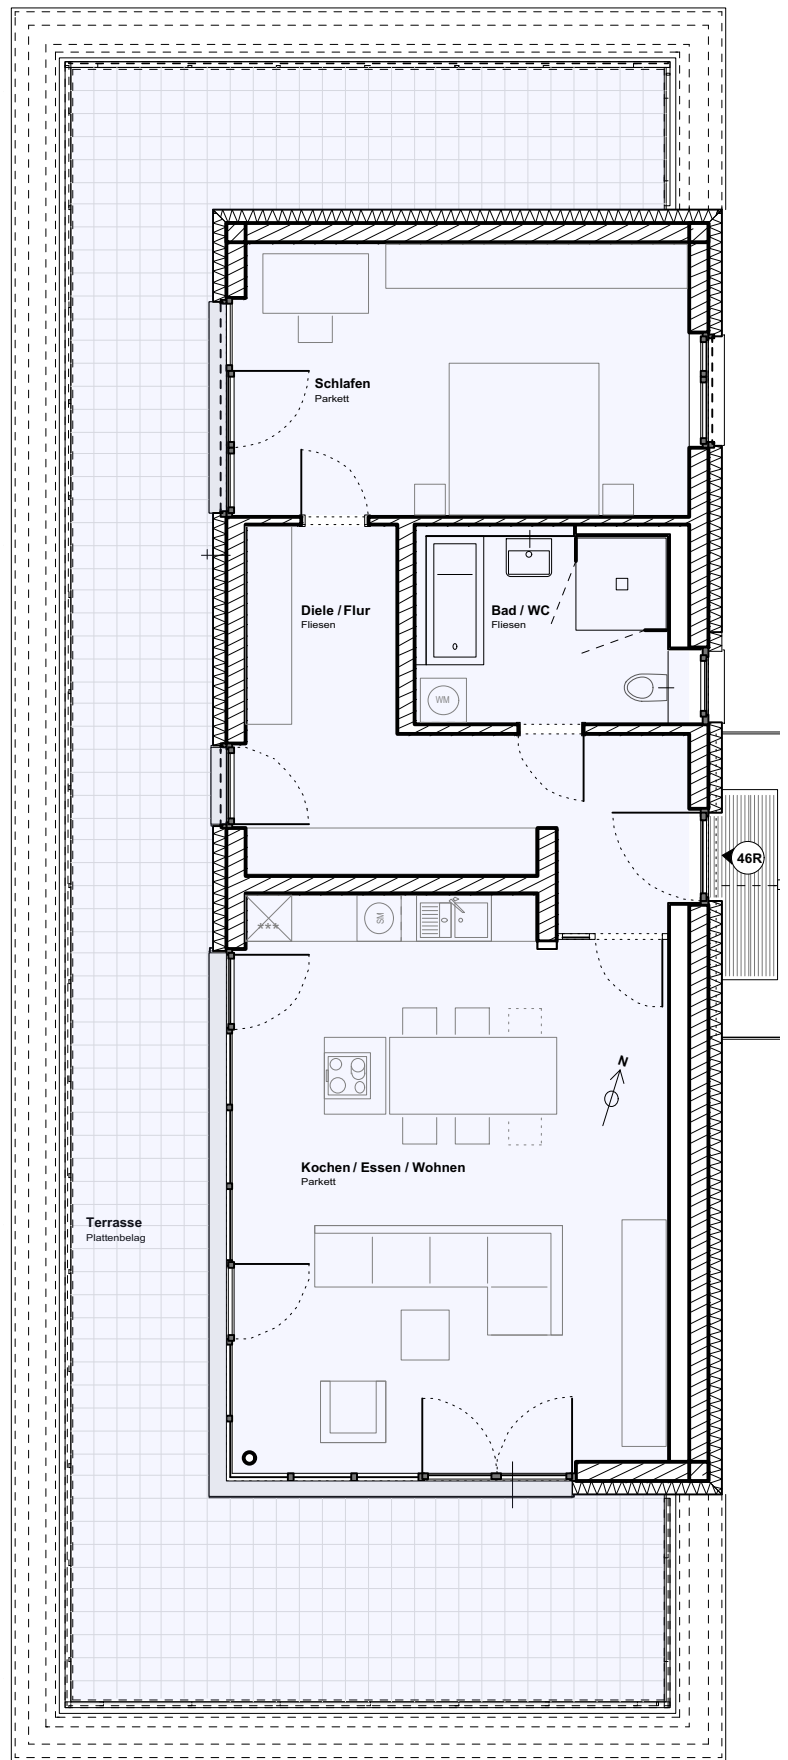 Schlafen
Parkett
Diele / Flur
Fliesen
Bad / WC
Fliesen
WM
46R
***
SM
N
Kochen / Essen / Wohnen
Parkett
Terrasse
Plattenbelag